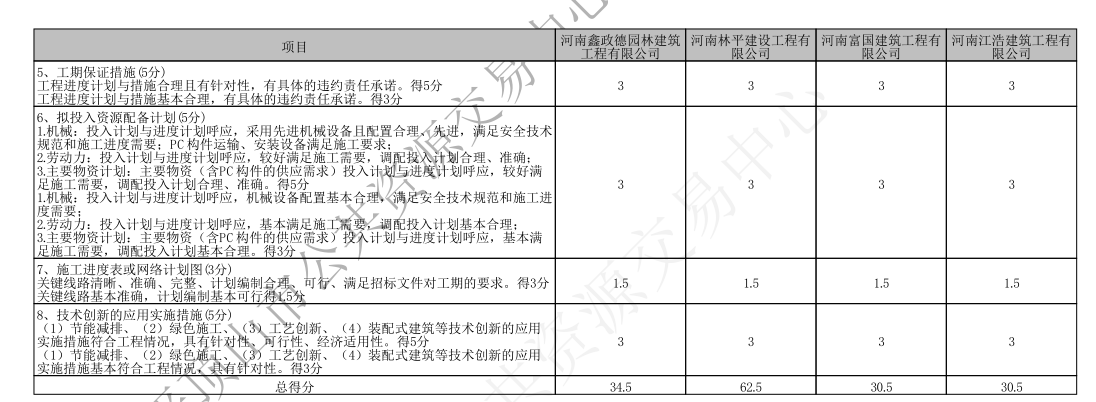 项目
河南鑫政德园林建筑工程有限公司
河南林平建设工程有限公司
河南富国建筑工程有限公司
河南江浩建筑工程有限公司
5、工期保证措施(5分)
工程进度计划与措施合理且有针对性，有具体的违约责任承诺。得5分
工程进度计划与措施基本合理，有具体的违约责任承诺。得3分
3 3 3 3
6、拟投入资源配备计划(5分)
1.机械：投入计划与进度计划呼应，采用先进机械设备且配置合理、先进，满足安全技术
规范和施工进度需要；PC构件运输、安装设备满足施工要求；
2.劳动力：投入计划与进度计划呼应，较好满足施工需要，调配投入计划合理、准确；
3.主要物资计划：主要物资（含PC构件的供应需求）投入计划与进度计划呼应，较好满
足施工需要，调配投入计划合理、准确。得5分
1.机械：投入计划与进度计划呼应，机械设备配置基本合理，满足安全技术规范和施工进
度需要；
2.劳动力：投入计划与进度计划呼应，基本满足施工需要，调配投入计划基本合理；
3.主要物资计划：主要物资（含PC构件的供应需求）投入计划与进度计划呼应，基本满
足施工需要，调配投入计划基本合理。得3分
3 3 3 3
7、施工进度表或网络计划图(3分)
关键线路清晰、准确、完整、计划编制合理、可行、满足招标文件对工期的要求。得3分
关键线路基本准确，计划编制基本可行得1.5分
1.5 1.5 1.5 1.5
8、技术创新的应用实施措施(5分)
（1）节能减排、（2）绿色施工、（3）工艺创新、（4）装配式建筑等技术创新的应用
实施措施符合工程情况，具有针对性、可行性、经济适用性。得5分
（1）节能减排、（2）绿色施工、（3）工艺创新、（4）装配式建筑等技术创新的应用
实施措施基本符合工程情况，具有针对性。得3分
3 3 3 3
总得分 34.5 62.5 30.5 30.5
平顶山市公共资源交易中心
共资源交易中心